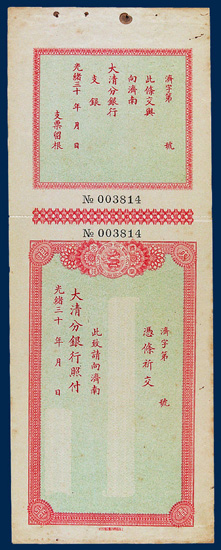 濟字第　號
此條交與
向濟南
大清分銀行
支銀
光緒三十　年　月　日
支票留根
№ 003814
№ 003814
濟字第　號
憑條祈交
此致請向濟南
大清分銀行照付
光緒三十　年　月　日